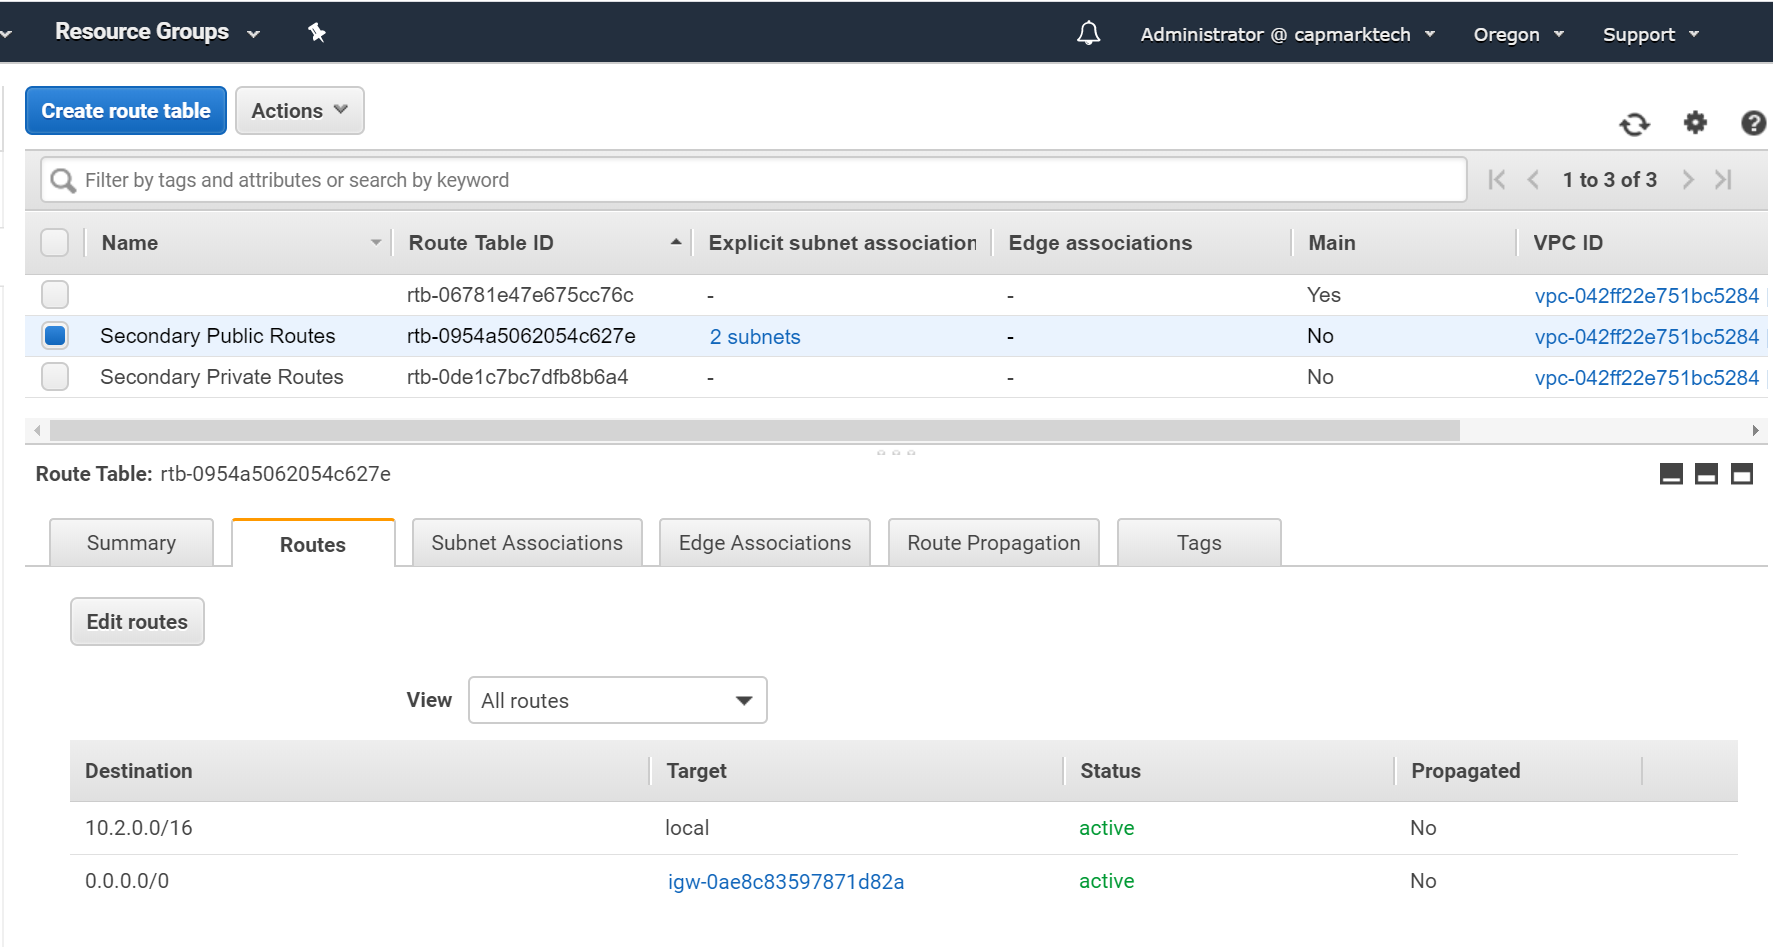 Resource Groups
Administrator @ capmarktech Oregon Support
Create route table Actions
Filter by tags and attributes or search by keyword 1 to 3 of 3
Name Route Table ID Explicit subnet association Edge associations Main VPC ID
rtb-06781e47e675cc76c - - Yes vpc-042ff22e751bc5284
Secondary Public Routes rtb-0954a5062054c627e 2 subnets - No vpc-042ff22e751bc5284
Secondary Private Routes rtb-0de1c7bc7dfb8b6a4 - - No vpc-042ff22e751bc5284
Route Table: rtb-0954a5062054c627e
Summary Routes Subnet Associations Edge Associations Route Propagation Tags
Edit routes
View All routes
Destination Target Status Propagated
10.2.0.0/16 local active No
0.0.0.0/0 igw-0ae8c83597871d82a active No